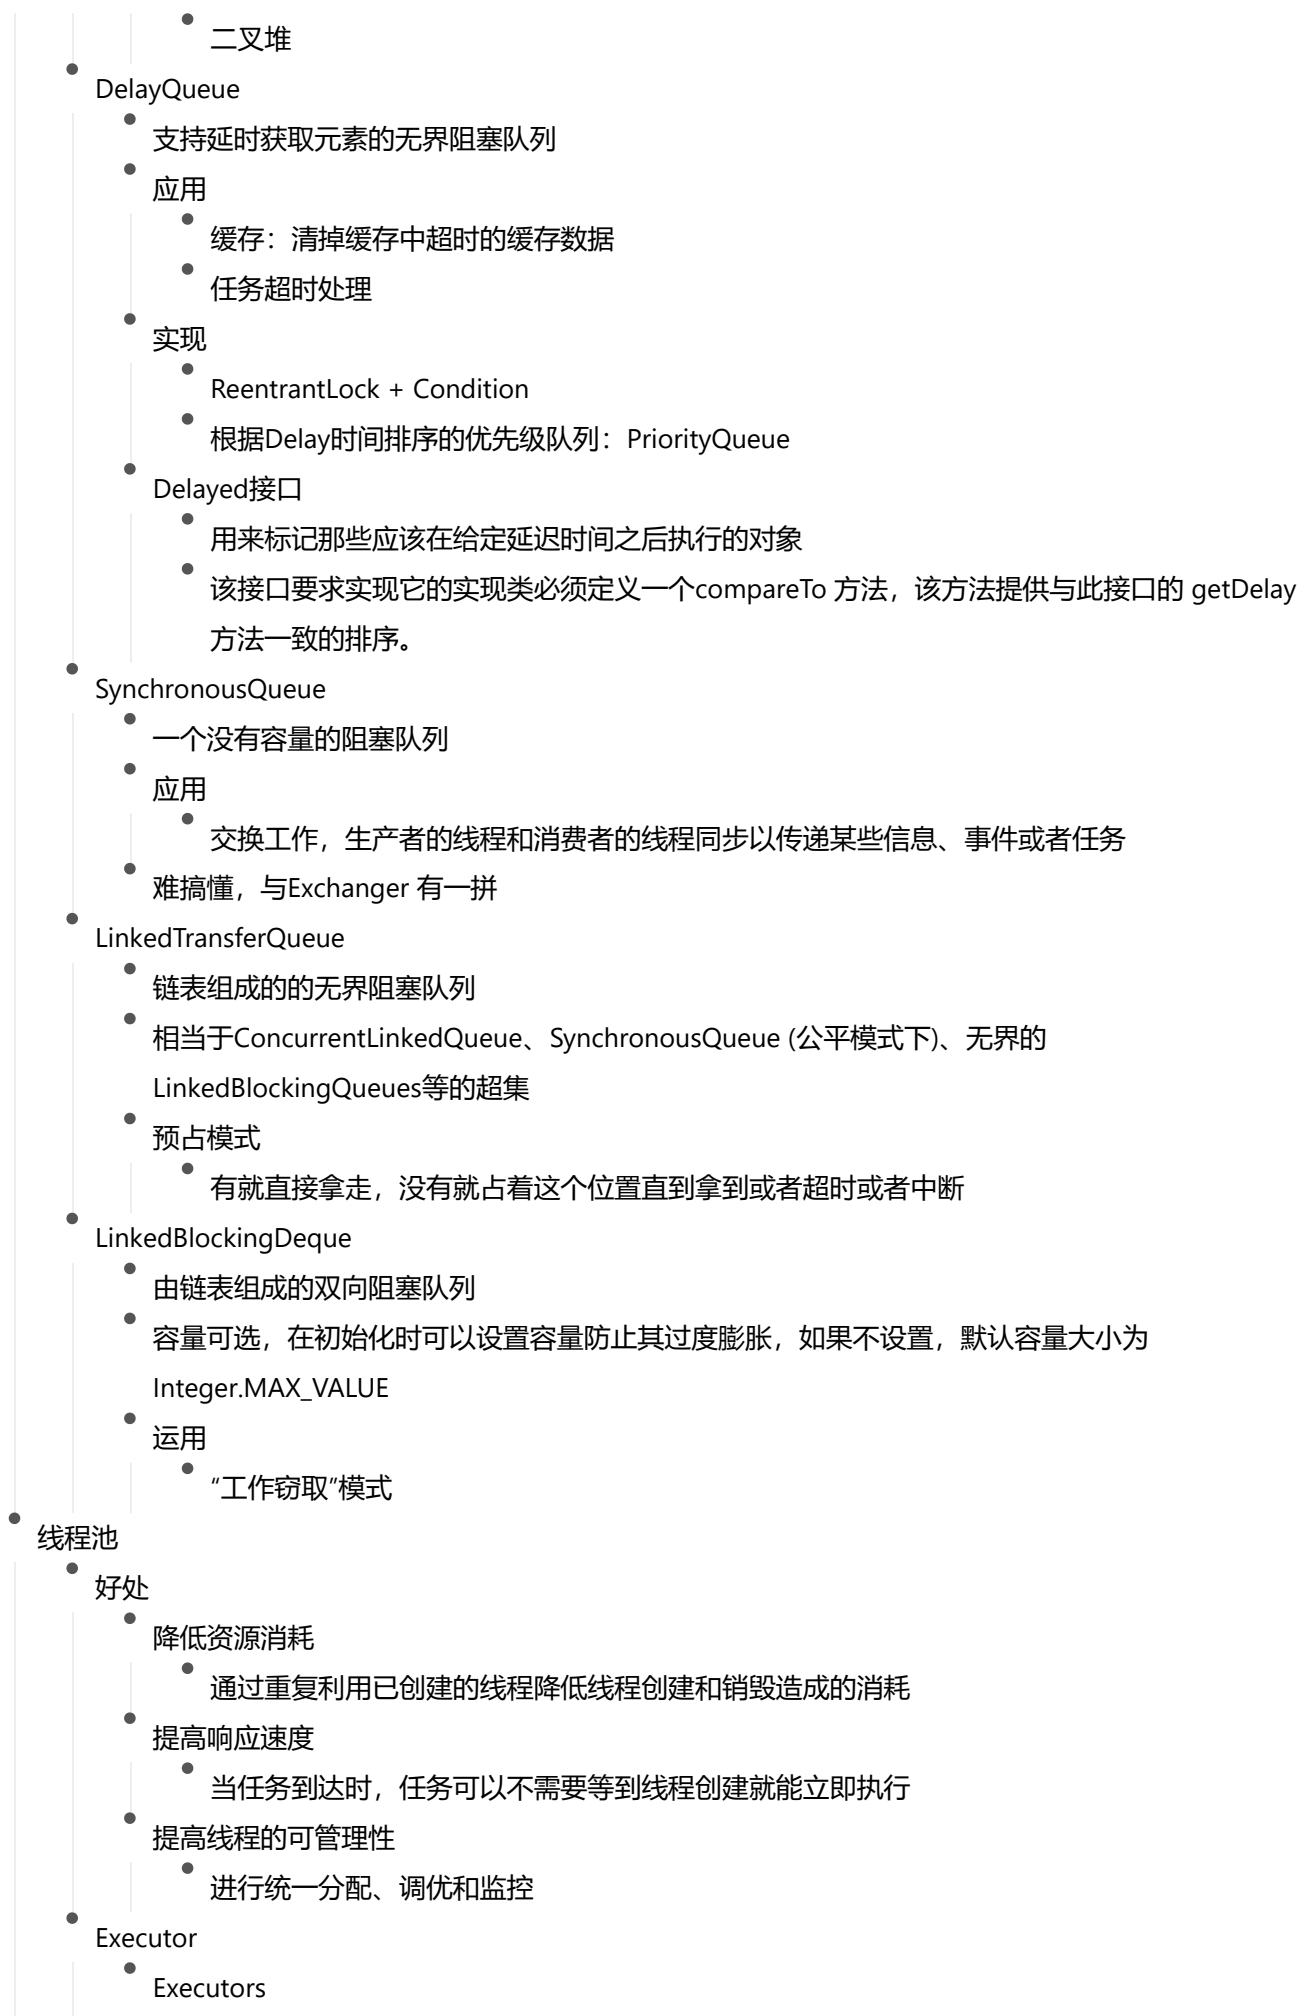 二叉堆
DelayQueue
支持延时获取元素的无界阻塞队列
应用
缓存：清掉缓存中超时的缓存数据
任务超时处理
实现
ReentrantLock + Condition
根据Delay时间排序的优先级队列：PriorityQueue
Delayed接口
用来标记那些应该在给定延迟时间之后执行的对象
该接口要求实现它的实现类必须定义一个compareTo 方法，该方法提供与此接口的 getDelay
方法一致的排序。
SynchronousQueue
一个没有容量的阻塞队列
应用
交换工作，生产者的线程和消费者的线程同步以传递某些信息、事件或者任务
难搞懂，与Exchanger 有一拼
LinkedTransferQueue
链表组成的的无界阻塞队列
相当于ConcurrentLinkedQueue、SynchronousQueue (公平模式下)、无界的
LinkedBlockingQueues等的超集
预占模式
有就直接拿走，没有就占着这个位置直到拿到或者超时或者中断
LinkedBlockingDeque
由链表组成的双向阻塞队列
容量可选，在初始化时可以设置容量防止其过度膨胀，如果不设置，默认容量大小为
Integer.MAX_VALUE
运用
“工作窃取”模式
线程池
好处
降低资源消耗
通过重复利用已创建的线程降低线程创建和销毁造成的消耗
提高响应速度
当任务到达时，任务可以不需要等到线程创建就能立即执行
提高线程的可管理性
进行统一分配、调优和监控
Executor
Executors